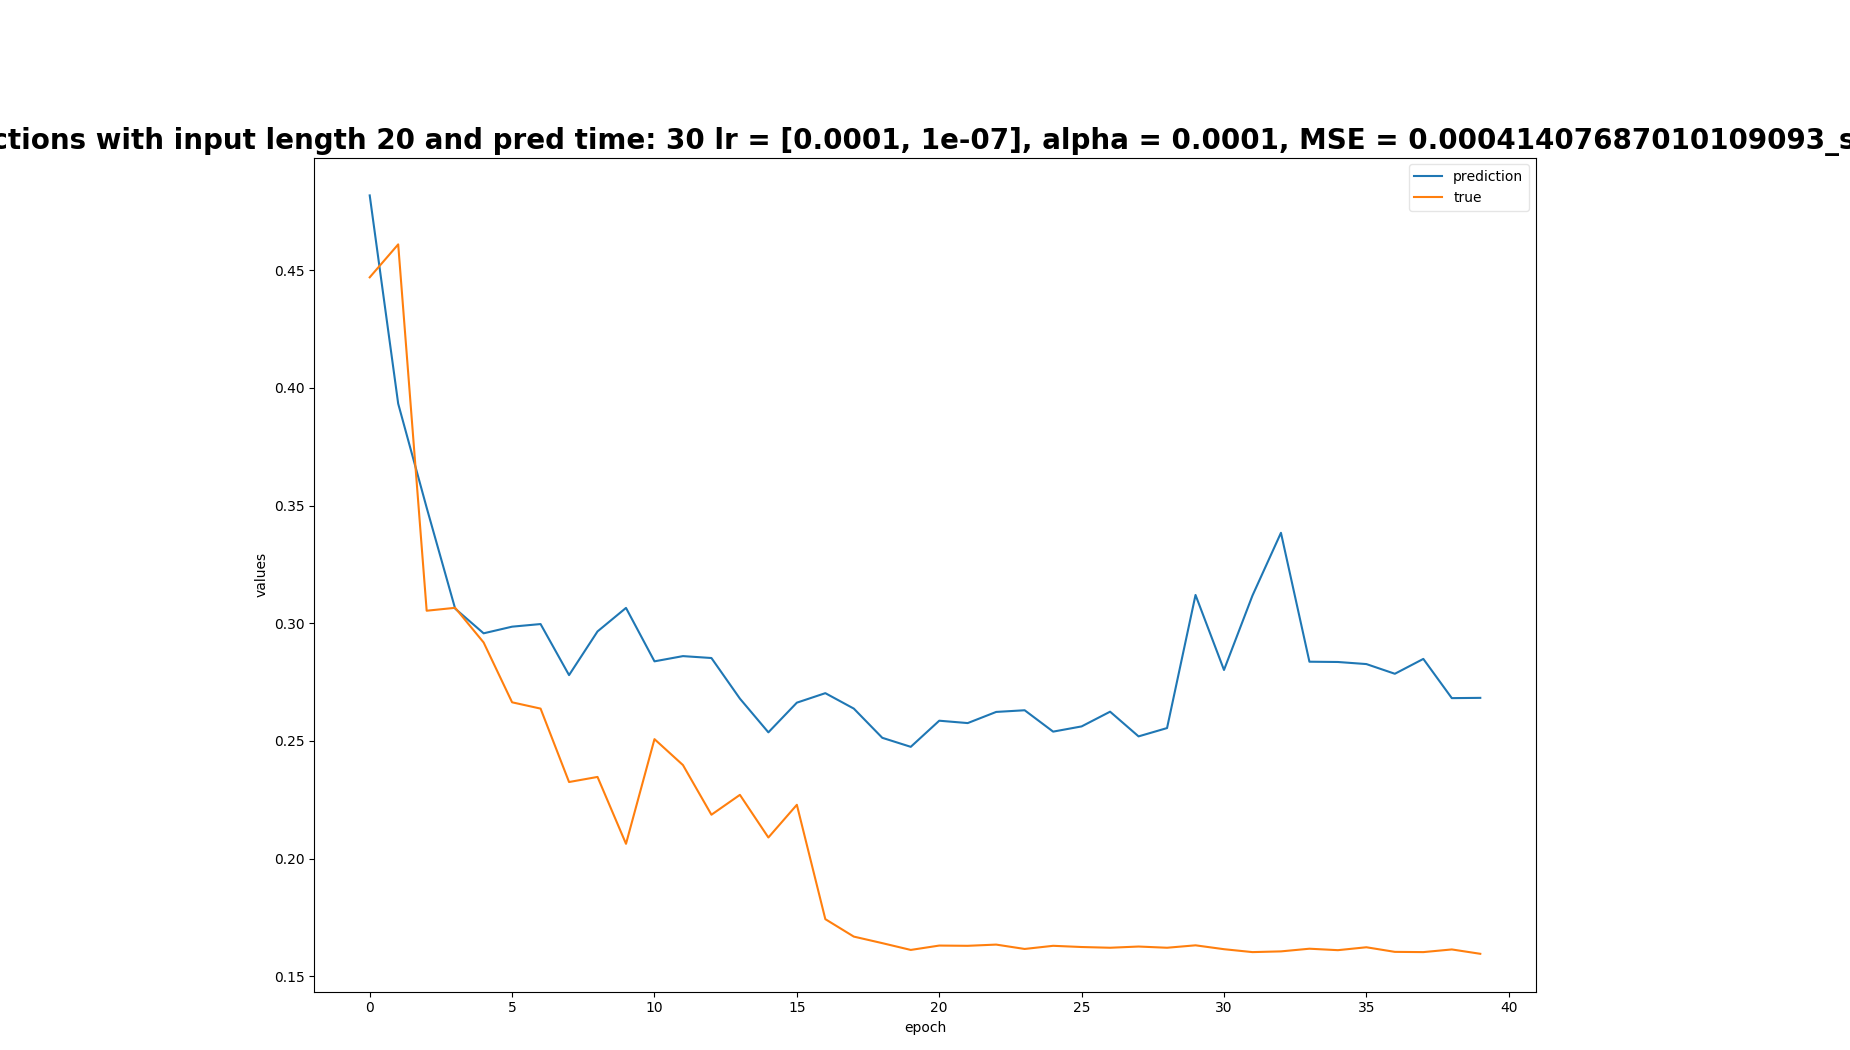 ctions with input length 20 and pred time: 30 lr = [0.0001, 1e-07], alpha = 0.0001, MSE = 0.00041407687010109093_s
prediction
true
0.45
0.40
0.35
0.30
0.25
0.20
0.15
values
0 5 10 15 20 25 30 35 40
epoch